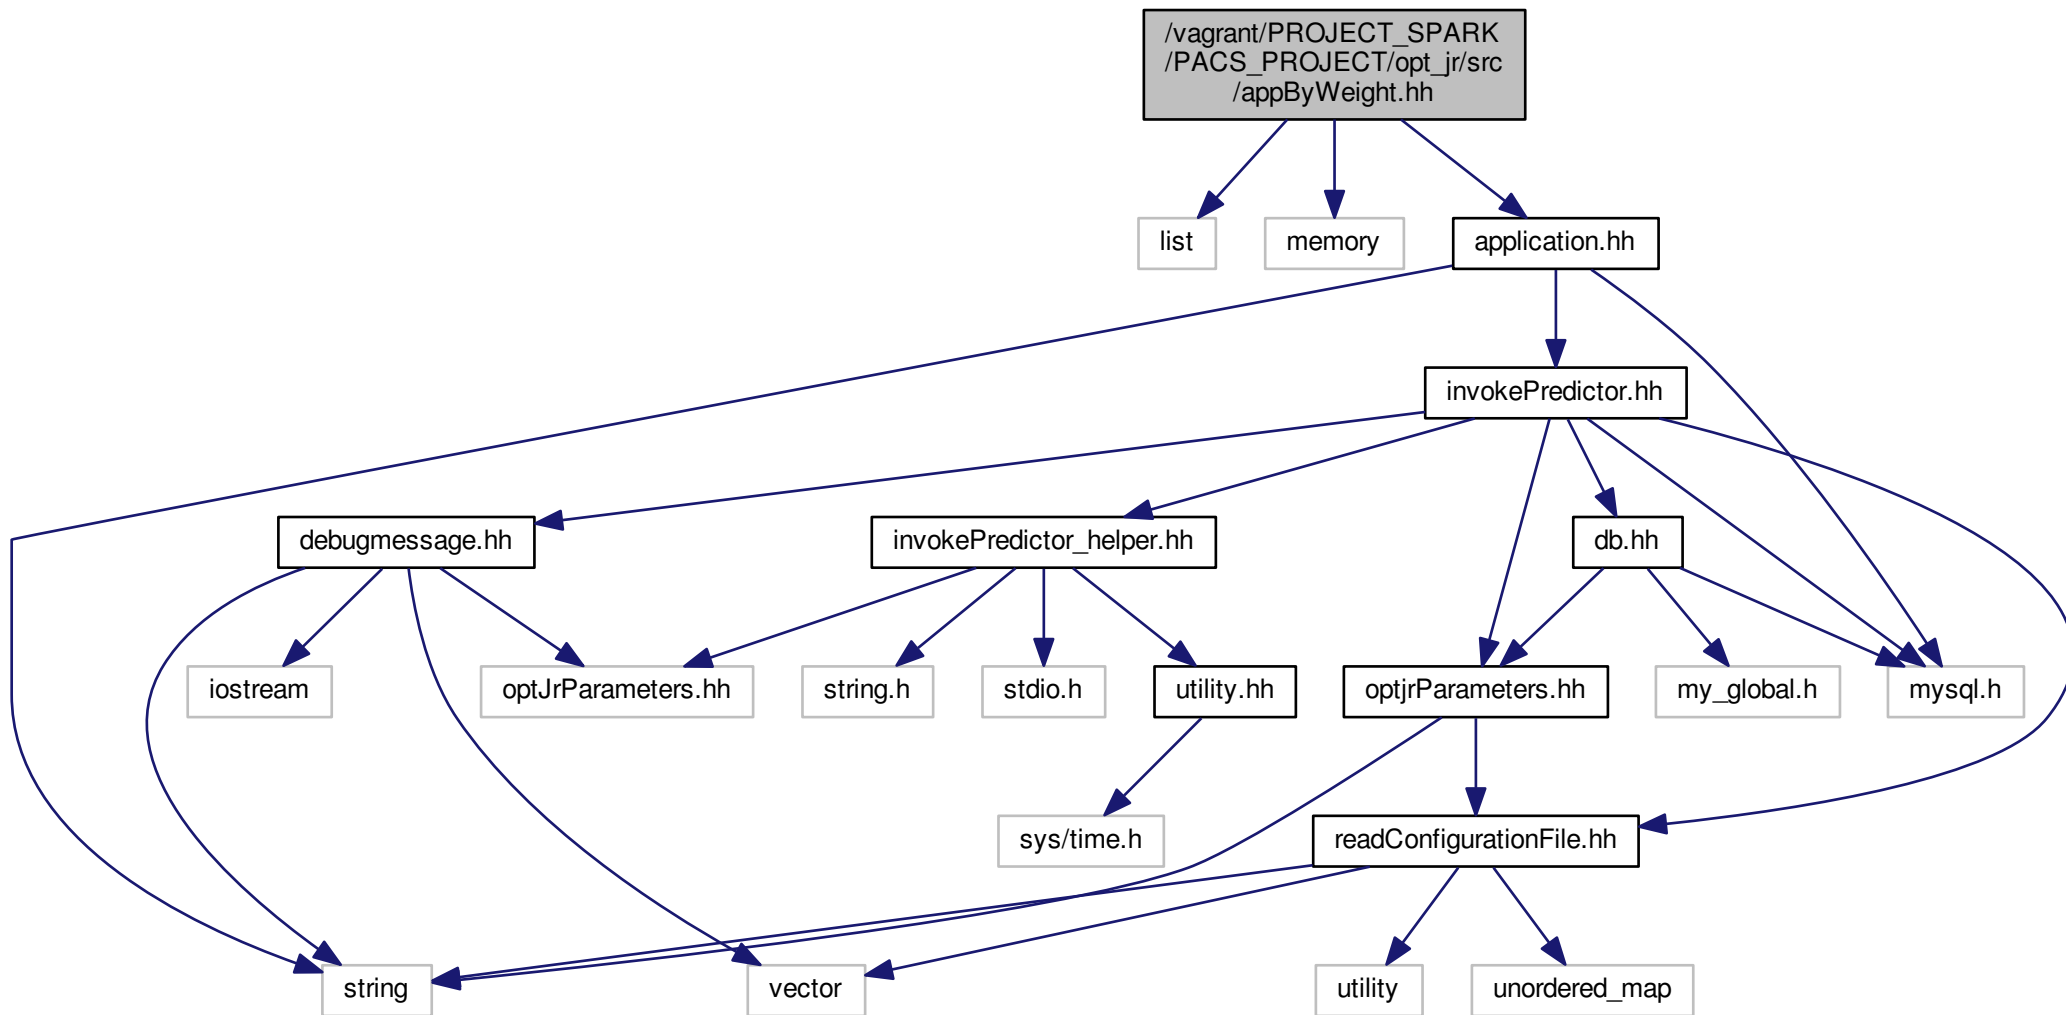 /vagrant/PROJECT_SPARK
/PACS_PROJECT/opt_jr/src
/appByWeight.hh
list
memory
application.hh
invokePredictor.hh
debugmessage.hh
invokePredictor_helper.hh
db.hh
iostream
optJrParameters.hh
string.h
stdio.h
utility.hh
optjrParameters.hh
my_global.h
mysql.h
sys/time.h
readConfigurationFile.hh
string
vector
utility
unordered_map